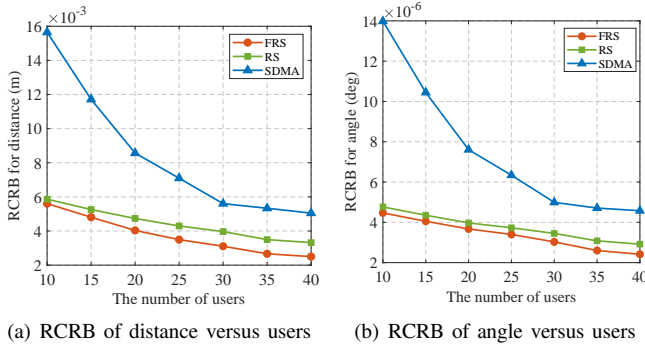 ×10⁻³
16
14
12
10
8
6
4
2
10 15 20 25 30 35 40
RCRB for distance (m)
The number of users
FRS
RS
SDMA
(a) RCRB of distance versus users
×10⁻⁶
14
12
10
8
6
4
2
10 15 20 25 30 35 40
RCRB for angle (deg)
The number of users
FRS
RS
SDMA
(b) RCRB of angle versus users